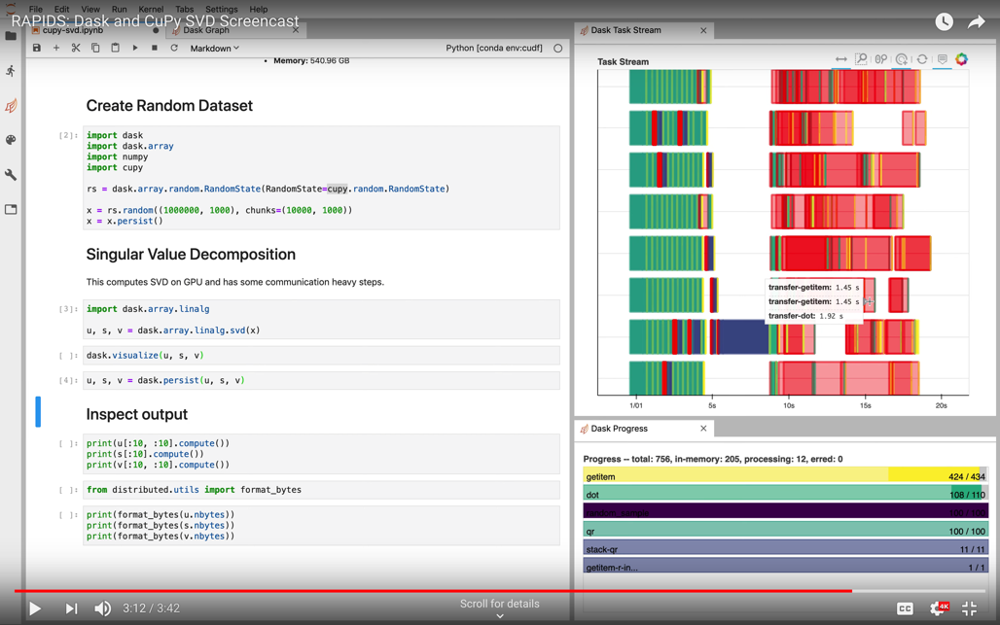 File Edit View Run Kernel Tabs Settings Help
RAPIDS: Dask and CuPy SVD Screencast
cupy-svd.ipynb
Dask Graph
Dask Task Stream
Markdown
Python [conda env:cudf]
• Memory: 540.96 GB
Create Random Dataset
[2]:
import dask
import dask.array
import numpy
import cupy
rs = dask.array.random.RandomState(RandomState=cupy.random.RandomState)
x = rs.random((1000000, 1000), chunks=(10000, 1000))
x = x.persist()
Singular Value Decomposition
This computes SVD on GPU and has some communication heavy steps.
[3]:
import dask.array.linalg
u, s, v = dask.array.linalg.svd(x)
[ ]:
dask.visualize(u, s, v)
[4]:
u, s, v = dask.persist(u, s, v)
Inspect output
[ ]:
print(u[:10, :10].compute())
print(s[:10].compute())
print(v[:10, :10].compute())
[ ]:
from distributed.utils import format_bytes
[ ]:
print(format_bytes(u.nbytes))
print(format_bytes(s.nbytes))
print(format_bytes(v.nbytes))
Task Stream
transfer-getitem: 1.45 s
transfer-getitem: 1.45 s
transfer-dot: 1.92 s
1/01 5s 10s 15s 20s
Dask Progress
Progress -- total: 756, in-memory: 205, processing: 12, erred: 0
getitem 424 / 434
dot 108 / 110
random_sample... 100 / 100
qr 100 / 100
stack-qr 11 / 11
getitem-r-in... 1 / 1
3:12 / 3:42
Scroll for details
CC
4K